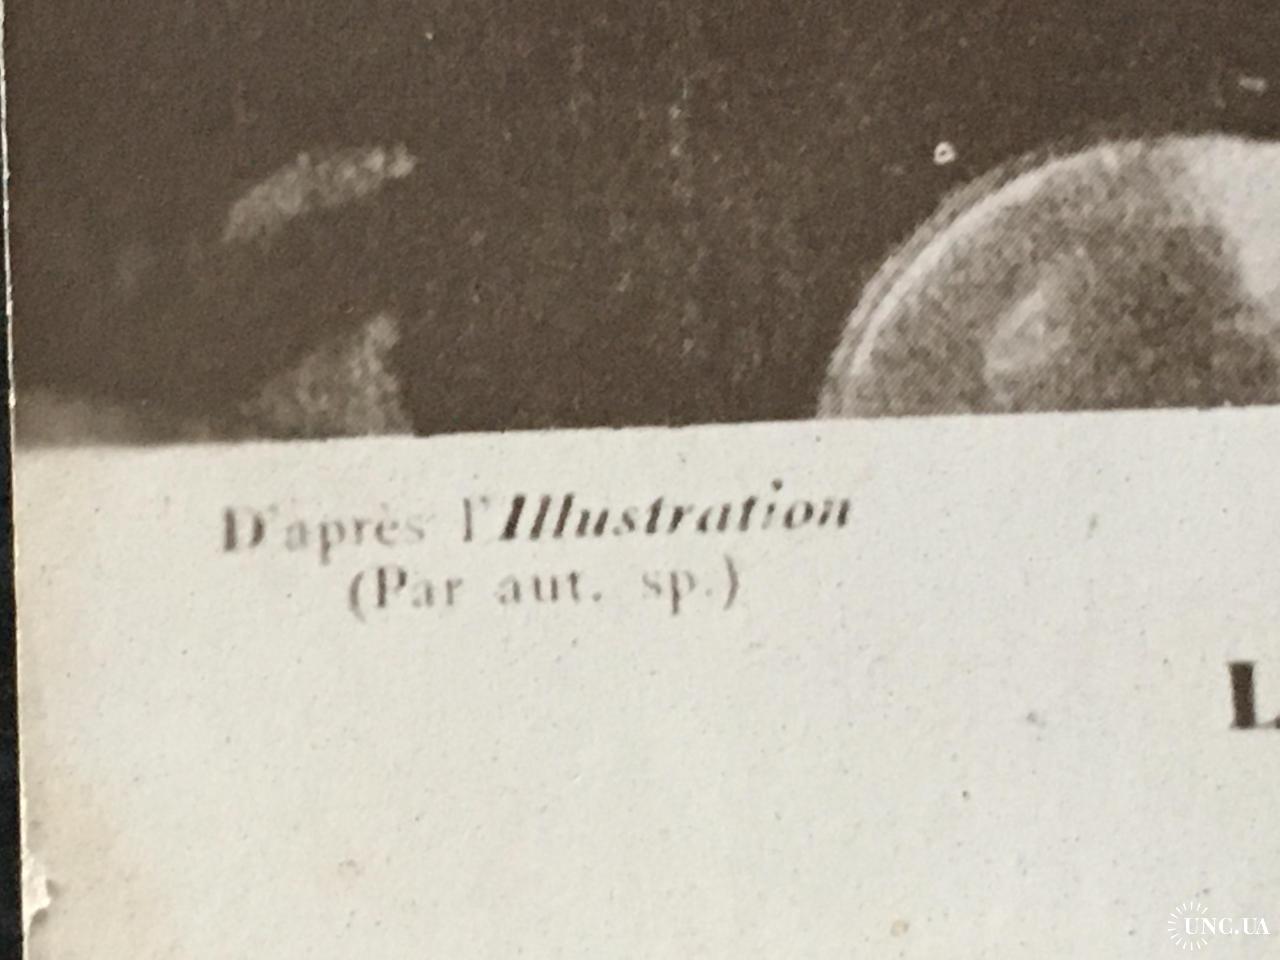 D'après l'Illustration
(Par aut. sp.)
L
UNC.UA